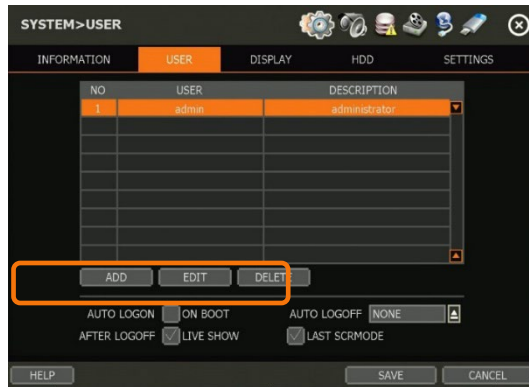 SYSTEM>USER
INFORMATION USER DISPLAY HDD SETTINGS
NO USER DESCRIPTION
1 admin administrator
ADD EDIT DELETE
AUTO LOGON ON BOOT AUTO LOGOFF NONE
AFTER LOGOFF LIVE SHOW LAST SCRMODE
HELP SAVE CANCEL